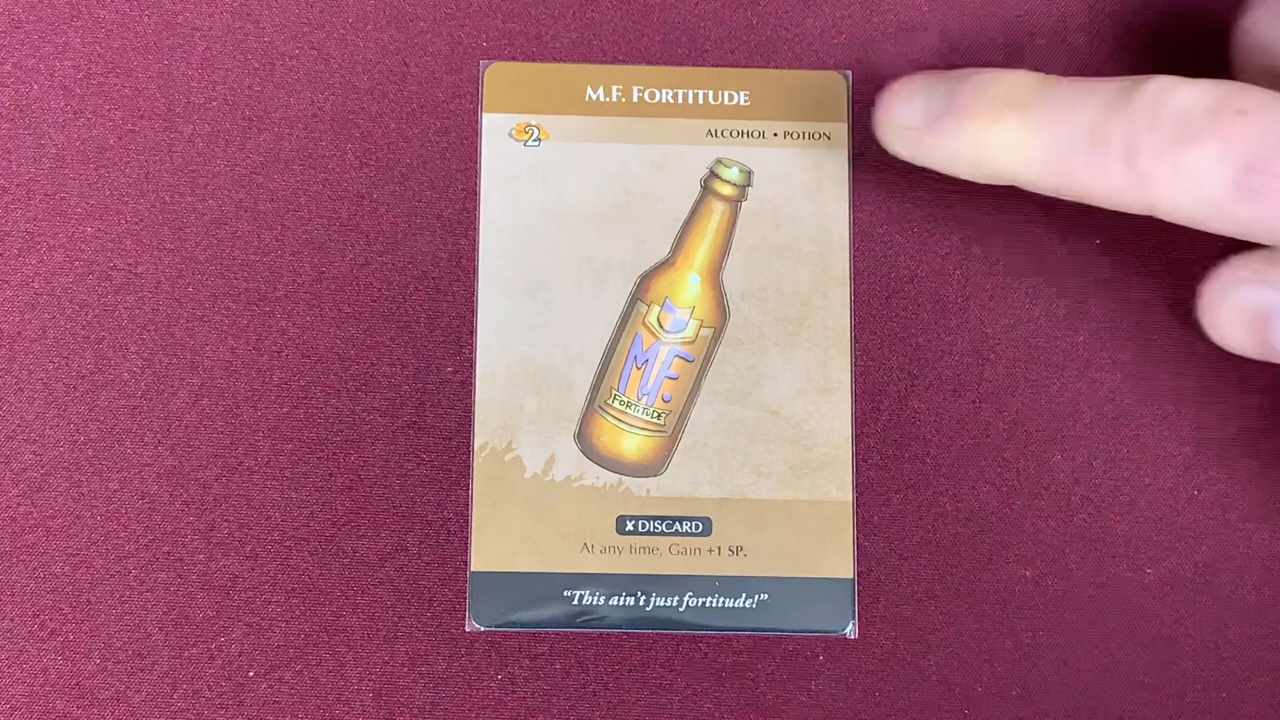 M.F. FORTITUDE
2
ALCOHOL • POTION
M.F.
FORTITUDE
✘ DISCARD
At any time, Gain +1 SP.
“This ain't just fortitude!”